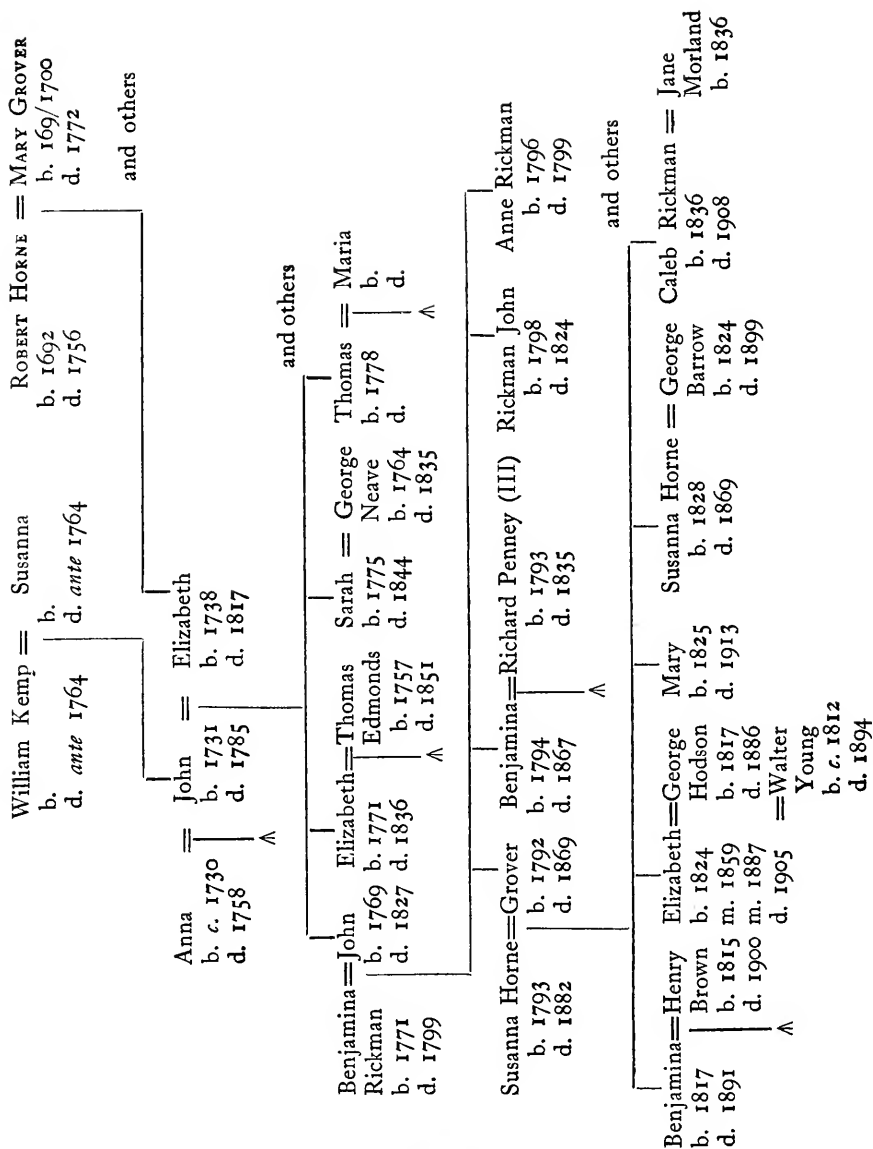 William Kemp = Susanna
b.
d. ante 1764
b.
d. ante 1764
ROBERT HORNE = MARY GROVER
b. 1692
d. 1756
b. 169/1700
d. 1772
and others
Anna = John = Elizabeth
b. c. 1730
d. 1758
b. 1731
d. 1785
b. 1738
d. 1817
and others
Benjamina=John
Rickman
b. 1771
d. 1799
b. 1769
d. 1827
Elizabeth=Thomas
Edmonds
b. 1771
d. 1836
b. 1757
d. 1851
Sarah = George
Neave
b. 1775
d. 1844
b. 1764
d. 1835
Thomas = Maria
b. 1778
d.
b.
d.
Susanna Horne=Grover
b. 1793
d. 1882
b. 1792
d. 1869
Benjamina=Richard Penney (III)
b. 1794
d. 1867
b. 1793
d. 1835
Rickman John
b. 1798
d. 1824
Anne Rickman
b. 1796
d. 1799
and others
Benjamina=Henry
Brown
b. 1817
d. 1891
b. 1815
d. 1900
Elizabeth=George
Hodson
b. 1824
m. 1859
m. 1887
d. 1905
b. 1817
d. 1886
=Walter
Young
b. c. 1812
d. 1894
Mary
b. 1825
d. 1913
Susanna Horne = George
Barrow
b. 1828
d. 1869
b. 1824
d. 1899
Caleb Rickman = Jane
Morland
b. 1836
d. 1908
b. 1836